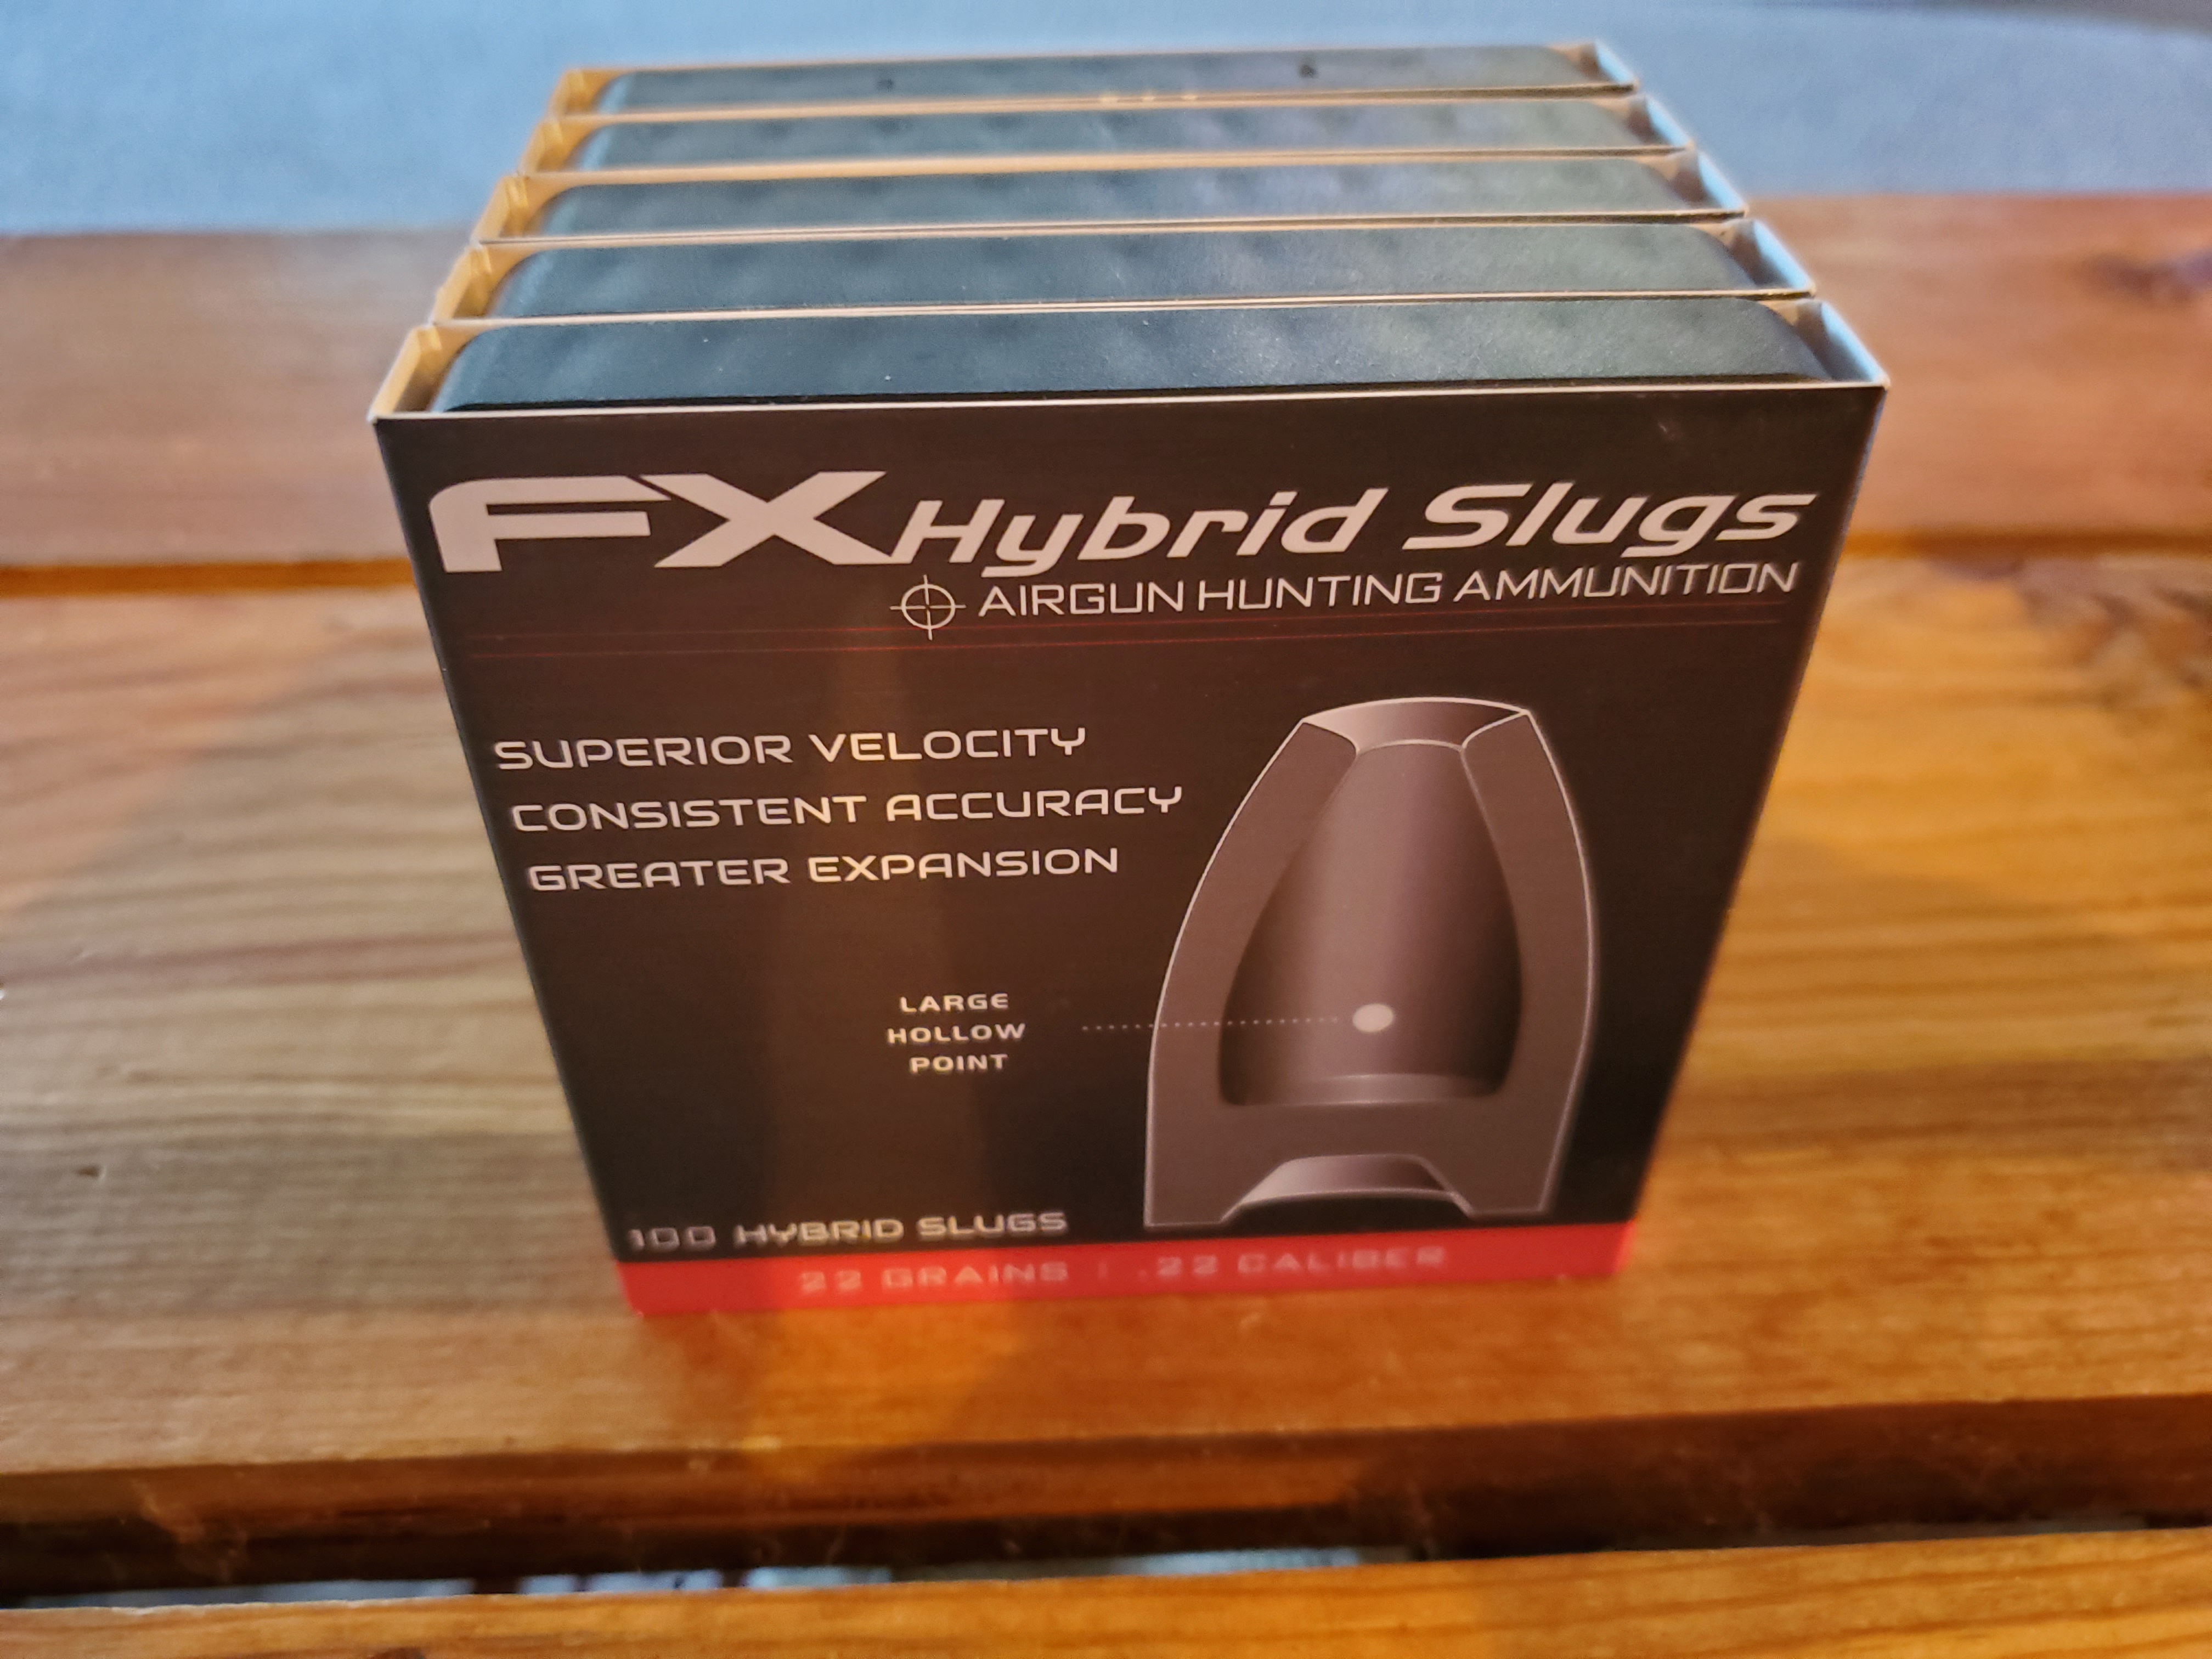 FX Hybrid Slugs
AIRGUN HUNTING AMMUNITION
SUPERIOR VELOCITY
CONSISTENT ACCURACY
GREATER EXPANSION
LARGE
HOLLOW
POINT
100 HYBRID SLUGS
22 GRAINS | .22 CALIBER